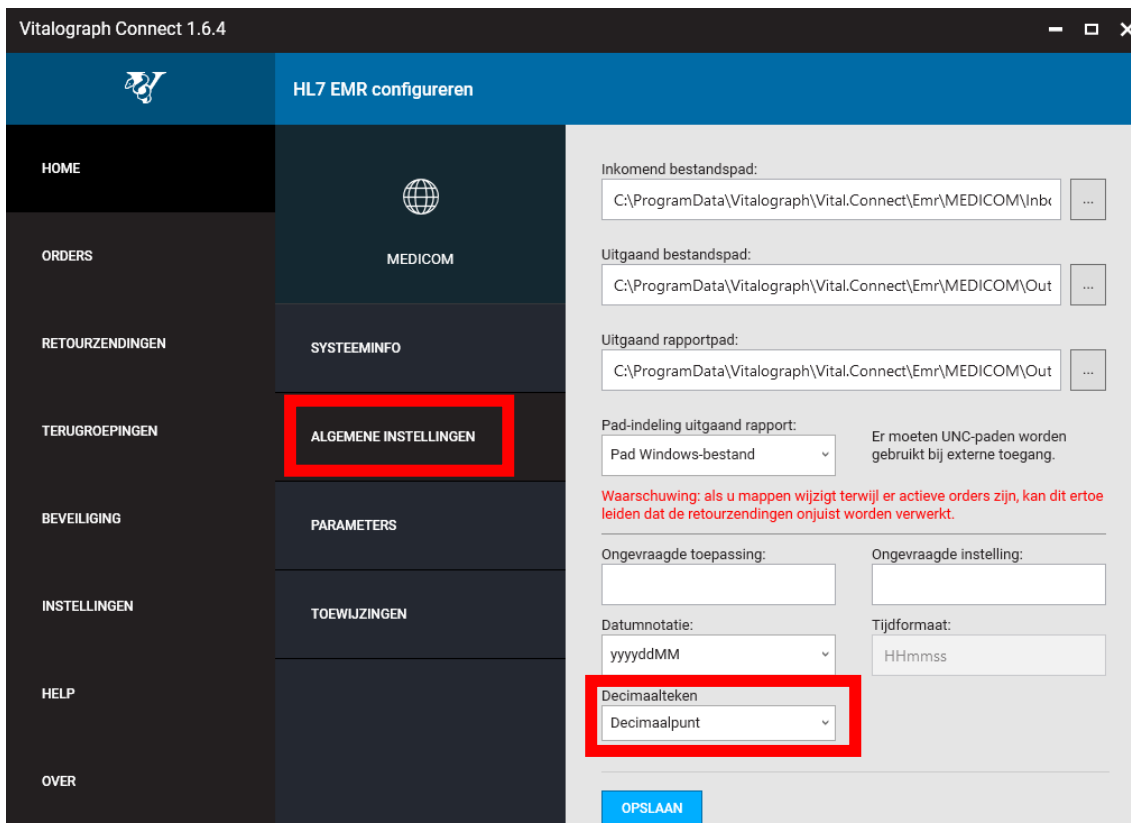 Vitalograph Connect 1.6.4
HL7 EMR configureren
HOME
ORDERS
RETOURZENDINGEN
TERUGROEPINGEN
BEVEILIGING
INSTELLINGEN
HELP
OVER
MEDICOM
SYSTEEMINFO
ALGEMENE INSTELLINGEN
PARAMETERS
TOEWIJZINGEN
Inkomend bestandspad:
C:\ProgramData\Vitalograph\Vital.Connect\Emr\MEDICOM\Inbo
...
Uitgaand bestandspad:
C:\ProgramData\Vitalograph\Vital.Connect\Emr\MEDICOM\Out
...
Uitgaand rapportpad:
C:\ProgramData\Vitalograph\Vital.Connect\Emr\MEDICOM\Out
...
Pad-indeling uitgaand rapport:
Pad Windows-bestand
Er moeten UNC-paden worden
gebruikt bij externe toegang.
Waarschuwing: als u mappen wijzigt terwijl er actieve orders zijn, kan dit ertoe
leiden dat de retourzendingen onjuist worden verwerkt.
Ongevraagde toepassing:
Ongevraagde instelling:
Datumnotatie:
yyyyddMM
Tijdformaat:
HHmmss
Decimaalteken
Decimaalpunt
OPSLAAN